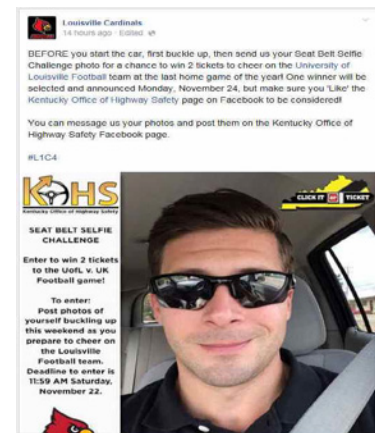 Louisville Cardinals
14 hours ago · Edited
BEFORE you start the car, first buckle up, then send us your Seat Belt Selfie
Challenge photo for a chance to win 2 tickets to cheer on the University of
Louisville Football team at the last home game of the year! One winner will be
selected and announced Monday, November 24, but make sure you 'Like' the
Kentucky Office of Highway Safety page on Facebook to be considered!
You can message us your photos and post them on the Kentucky Office of
Highway Safety Facebook page.
#L1C4
KOHS
Kentucky Office of Highway Safety
CLICK IT OR TICKET
SEAT BELT SELFIE
CHALLENGE
Enter to win 2 tickets
to the UofL v. UK
Football game!
To enter:
Post photos of
yourself buckling up
this weekend as you
prepare to cheer on
the Louisville
Football team.
Deadline to enter is
11:59 AM Saturday,
November 22.